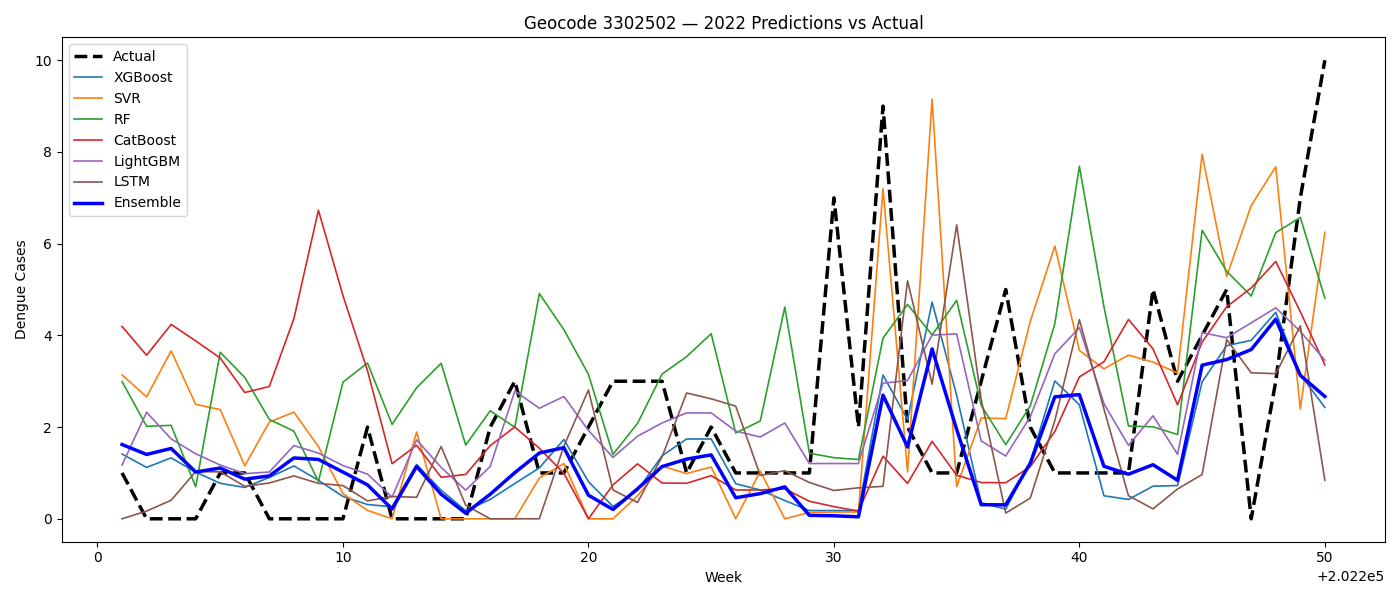 Geocode 3302502 — 2022 Predictions vs Actual
Actual
XGBoost
SVR
RF
CatBoost
LightGBM
LSTM
Ensemble
Dengue Cases
10
8
6
4
2
0
0 10 20 30 40 50
Week
+2.022e5